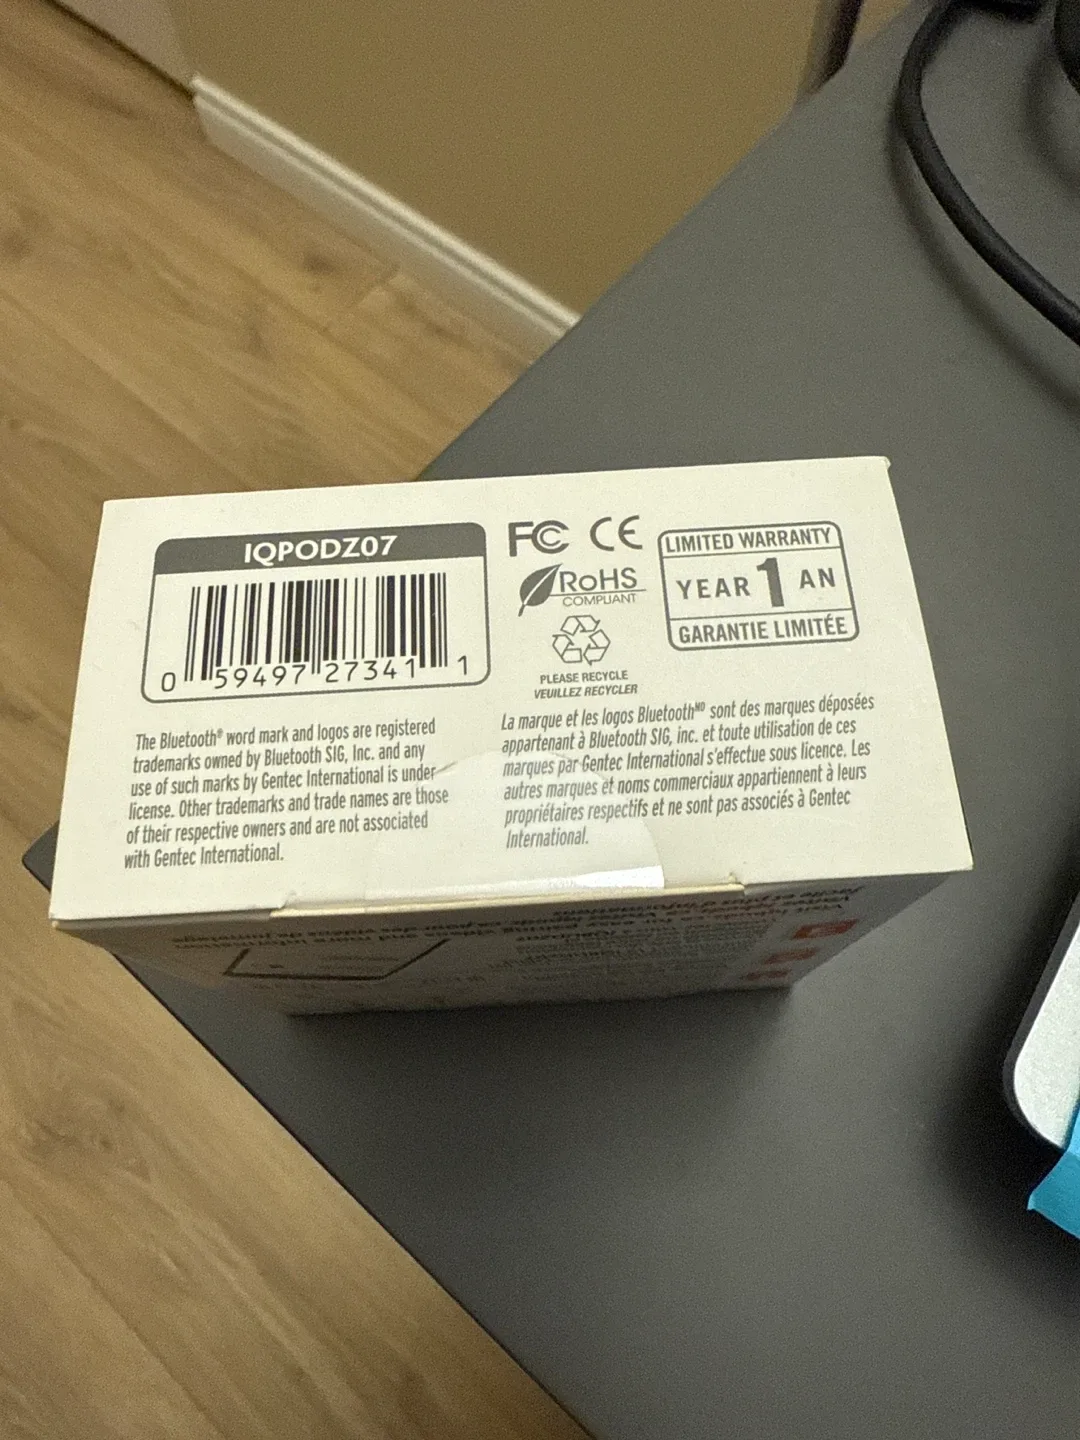 IQPODZ07
0 59497 27341 1
FC CE
RoHS
COMPLIANT
PLEASE RECYCLE
VEUILLEZ RECYCLER
LIMITED WARRANTY
YEAR 1 AN
GARANTIE LIMITÉE
The Bluetooth® word mark and logos are registered
trademarks owned by Bluetooth SIG, Inc. and any
use of such marks by Gentec International is under
license. Other trademarks and trade names are those
of their respective owners and are not associated
with Gentec International.
La marque et les logos Bluetooth^MD sont des marques déposées
appartenant à Bluetooth SIG, inc. et toute utilisation de ces
marques par Gentec International s'effectue sous licence. Les
autres marques et noms commerciaux appartiennent à leurs
propriétaires respectifs et ne sont pas associés à Gentec
International.